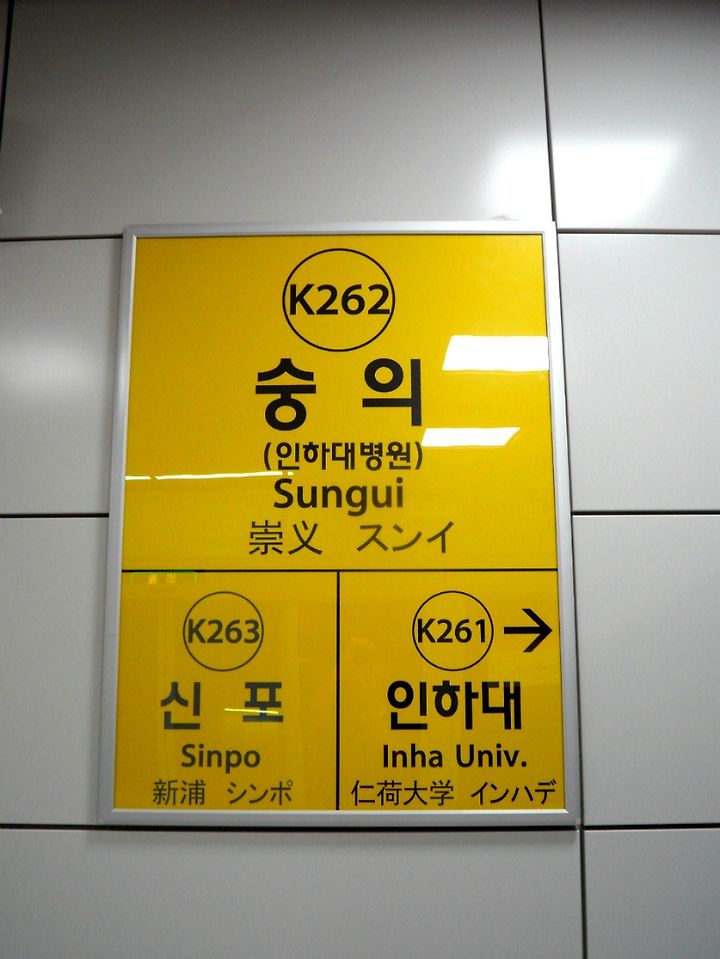 K262
숭의
(인하대병원)
Sungui
崇义 スンイ
K263
신포
Sinpo
新浦 シンポ
K261 →
인하대
Inha Univ.
仁荷大学 インハデ